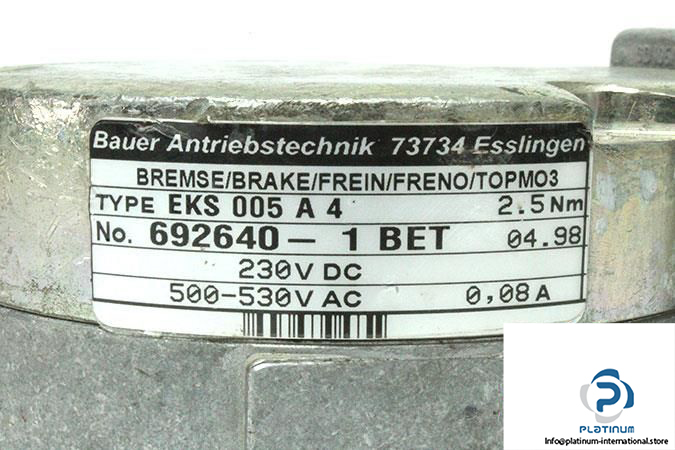 Bauer Antriebstechnik 73734 Esslingen
BREMSE/BRAKE/FREIN/FRENO/TOPMO3
TYPE EKS 005 A 4 2.5 Nm
No. 692640 - 1 BET 04.98
230V DC
500-530V AC 0,08A
PLATINUM
Info@platinum-international.store